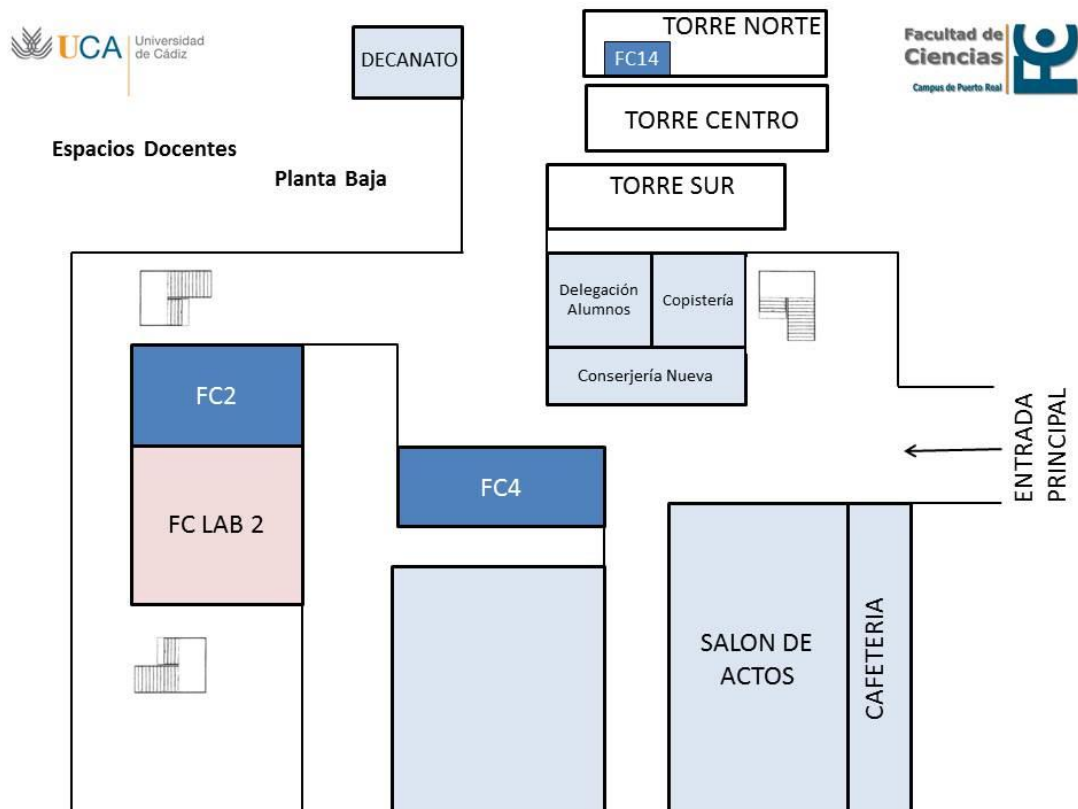 UCA
Universidad
de Cádiz
DECANATO
TORRE NORTE
FC14
Facultad de
Ciencias
Campus de Puerto Real
FC
TORRE CENTRO
Espacios Docentes
Planta Baja
TORRE SUR
Delegación
Alumnos
Copistería
Conserjería Nueva
FC2
FC4
FC LAB 2
ENTRADA
PRINCIPAL
SALON DE
ACTOS
CAFETERIA